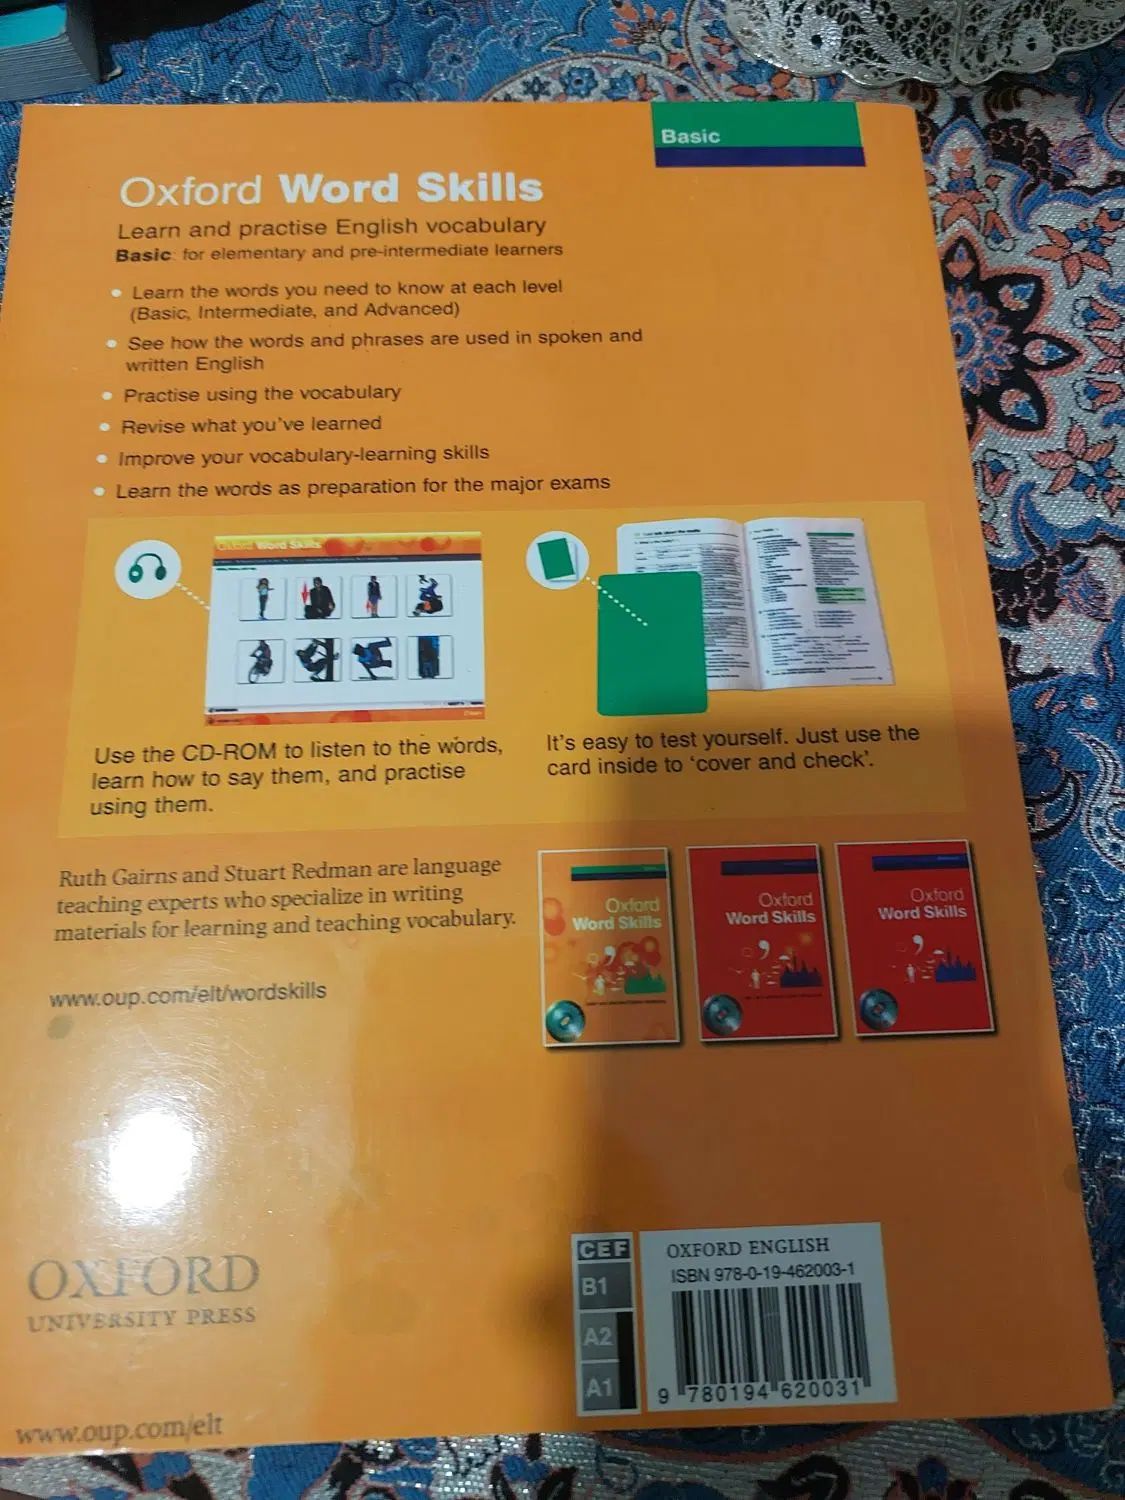 Basic
Oxford Word Skills
Learn and practise English vocabulary
Basic: for elementary and pre-intermediate learners
Learn the words you need to know at each level
(Basic, Intermediate, and Advanced)
See how the words and phrases are used in spoken and
written English
Practise using the vocabulary
Revise what you've learned
Improve your vocabulary-learning skills
Learn the words as preparation for the major exams
Oxford Word Skills
Use the CD-ROM to listen to the words,
learn how to say them, and practise
using them.
It's easy to test yourself. Just use the
card inside to 'cover and check'.
Ruth Gairns and Stuart Redman are language
teaching experts who specialize in writing
materials for learning and teaching vocabulary.
www.oup.com/elt/wordskills
Oxford
Word Skills
Oxford
Word Skills
Oxford
Word Skills
OXFORD
UNIVERSITY PRESS
www.oup.com/elt
CEF
B1
A2
A1
OXFORD ENGLISH
ISBN 978-0-19-462003-1
9 780194 620031